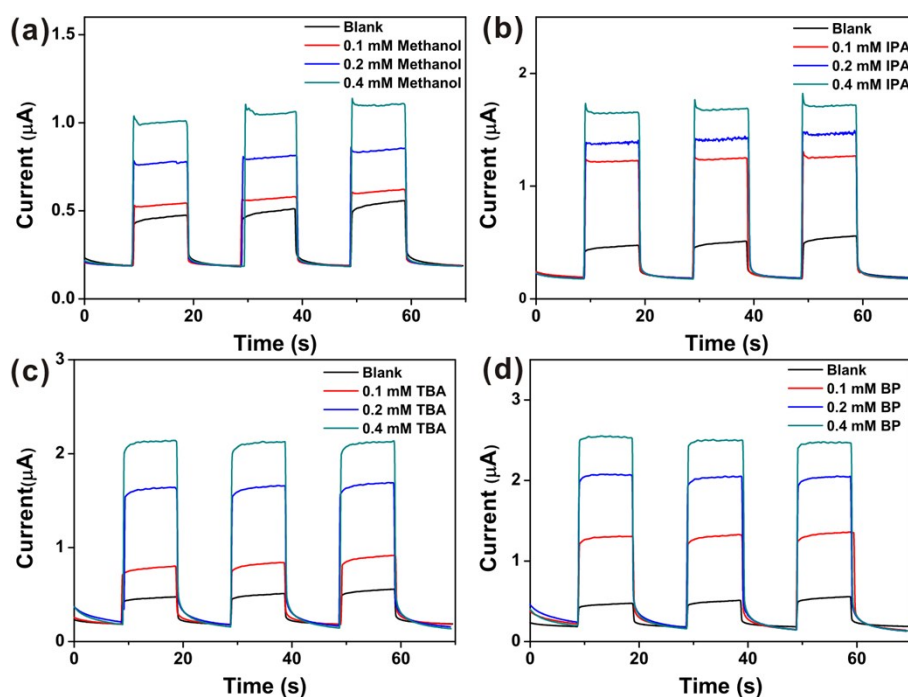 (a)
Blank
0.1 mM Methanol
0.2 mM Methanol
0.4 mM Methanol
1.5
1.0
0.5
0.0
Current (μA)
0 20 40 60
Time (s)
(b)
Blank
0.1 mM IPA
0.2 mM IPA
0.4 mM IPA
2
1
0
Current (μA)
0 20 40 60
Time (s)
(c)
Blank
0.1 mM TBA
0.2 mM TBA
0.4 mM TBA
3
2
1
0
Current(μA)
0 20 40 60
Time (s)
(d)
Blank
0.1 mM BP
0.2 mM BP
0.4 mM BP
3
2
1
0
Current (μA)
0 20 40 60
Time (s)